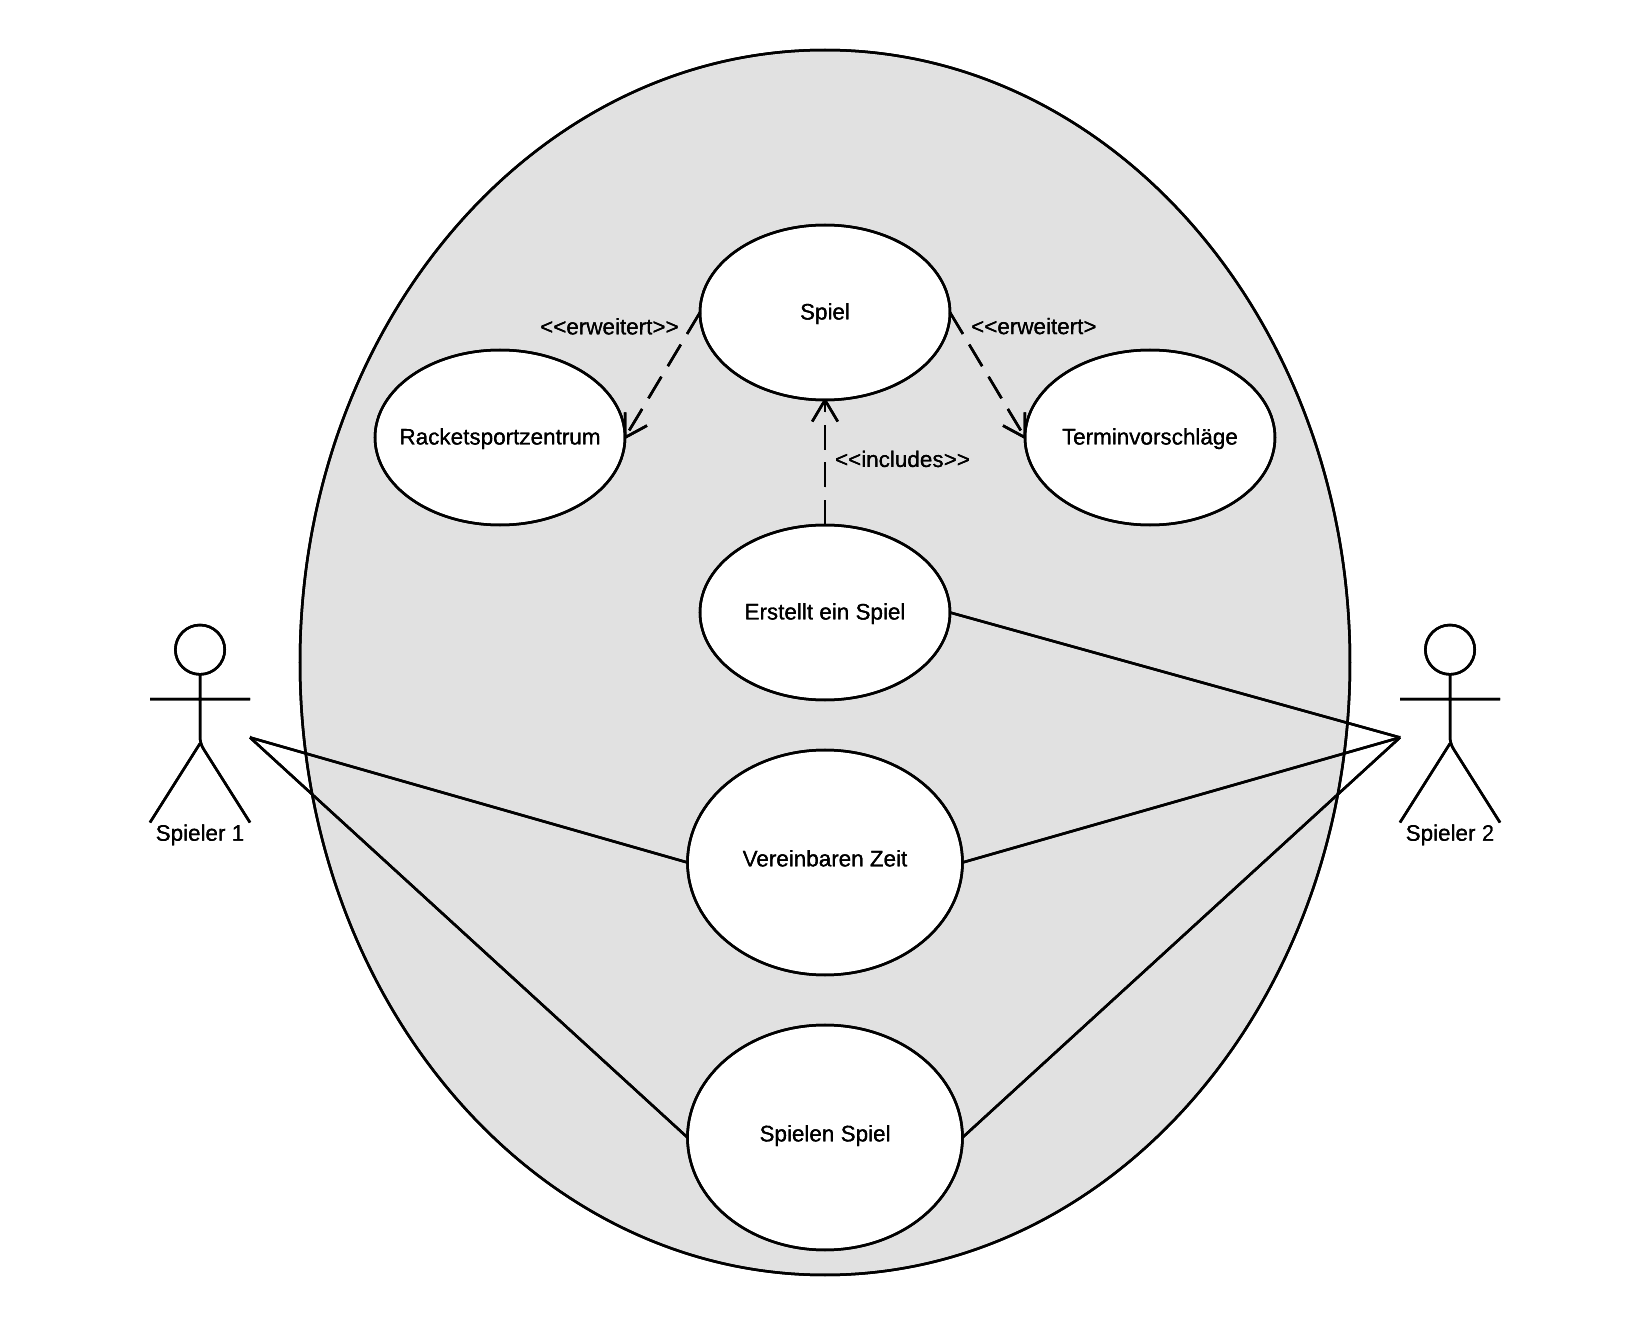 Spiel
<<erweitert>>
<<erweitert>
Racketsportzentrum
Terminvorschläge
<<includes>>
Erstellt ein Spiel
Spieler 1
Spieler 2
Vereinbaren Zeit
Spielen Spiel